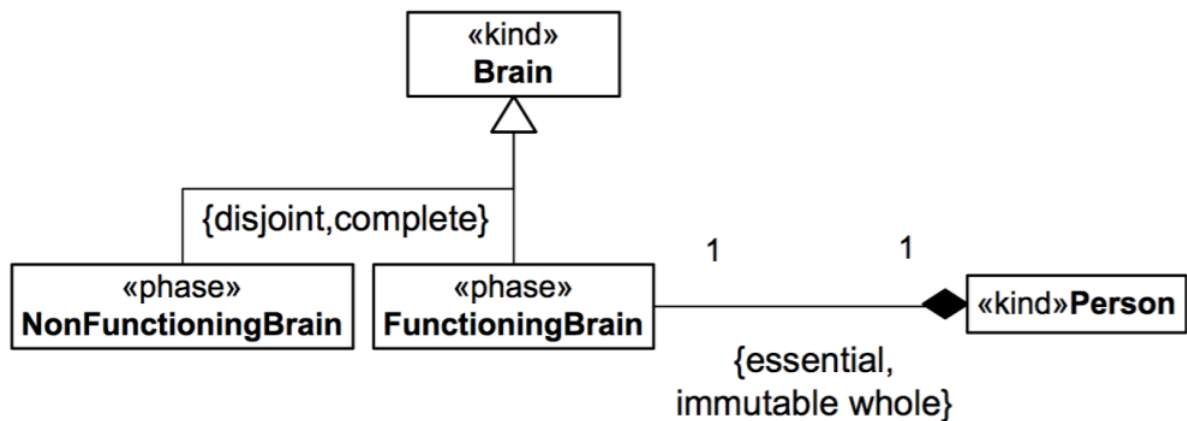 «kind»
Brain
{disjoint,complete}
«phase»
NonFunctioningBrain
«phase»
FunctioningBrain
1
1
«kind»Person
{essential,
immutable whole}